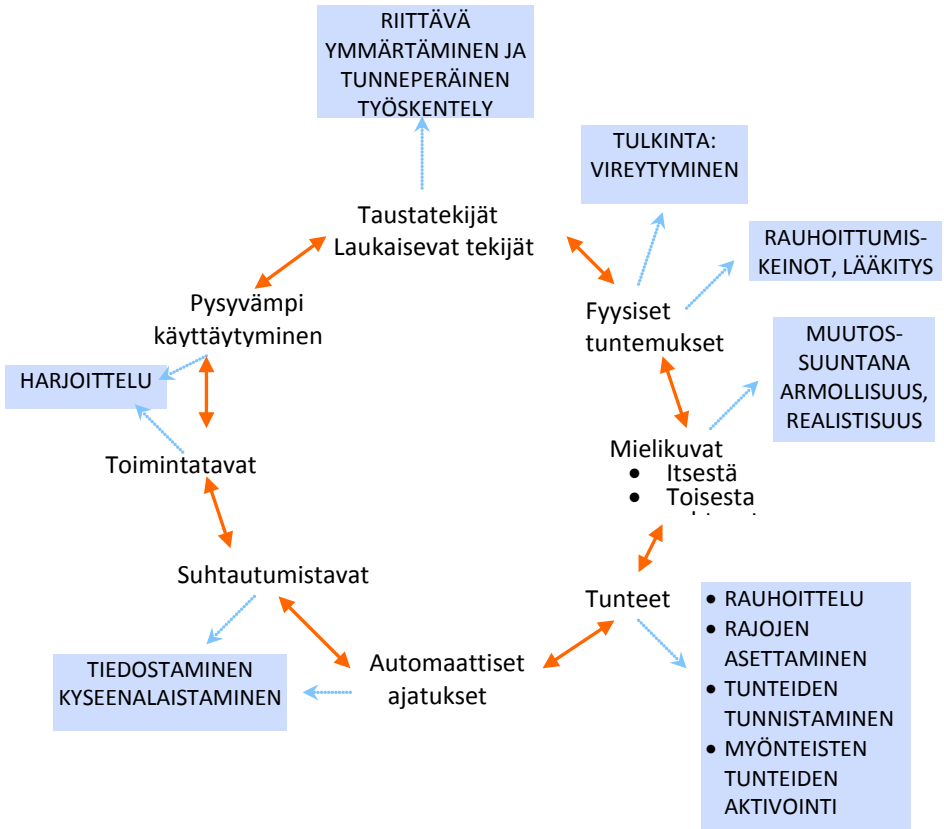 RIITTÄVÄ
YMMÄRTÄMINEN JA
TUNNEPERÄINEN
TYÖSKENTELY
TULKINTA:
VIREYTYMINEN
Taustatekijät
Laukaisevat tekijät
RAUHOITTUMIS-
KEINOT, LÄÄKITYS
Pysyvämpi
käyttäytyminen
Fyysiset
tuntemukset
MUUTOS-
SUUNTANA
ARMOLLISUUS,
REALISTISUUS
HARJOITTELU
Toimintatavat
Mielikuvat
• Itsestä
• Toisesta
Suhtautumistavat
Tunteet
• RAUHOITTELU
• RAJOJEN
ASETTAMINEN
• TUNTEIDEN
TUNNISTAMINEN
• MYÖNTEISTEN
TUNTEIDEN
AKTIVOINTI
TIEDOSTAMINEN
KYSEENALAISTAMINEN
Automaattiset
ajatukset